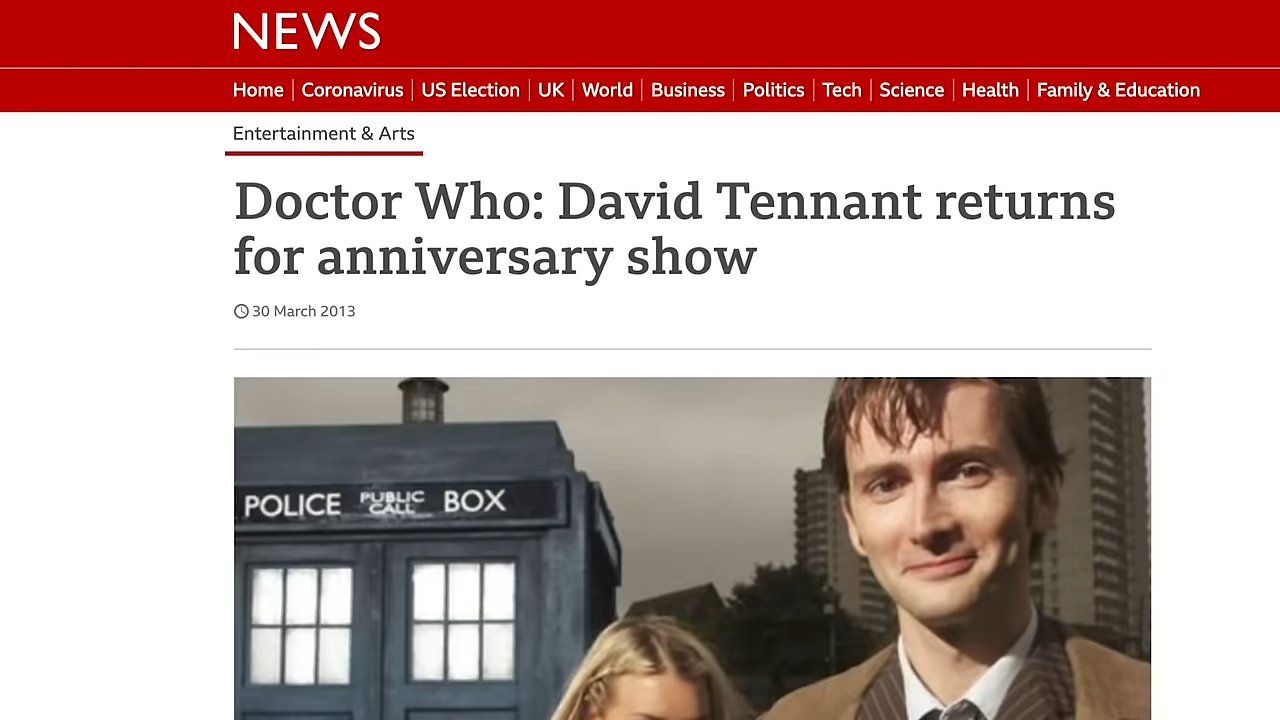 NEWS
Home Coronavirus US Election UK World Business Politics Tech Science Health Family & Education
Entertainment & Arts
Doctor Who: David Tennant returns
for anniversary show
30 March 2013
POLICE PUBLIC CALL BOX